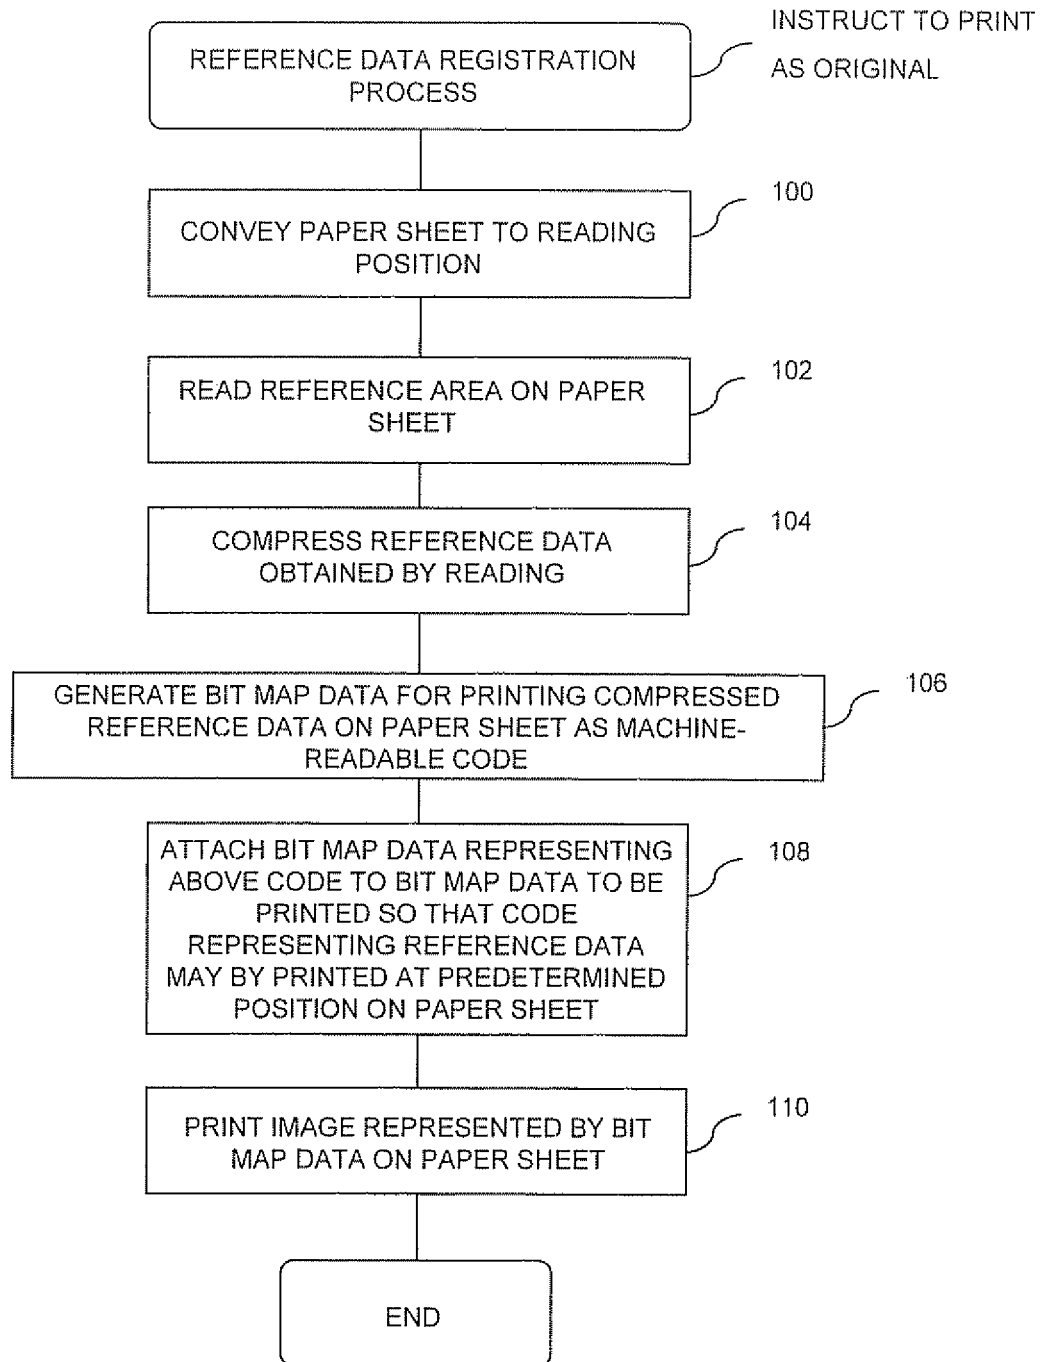 INSTRUCT TO PRINT
AS ORIGINAL
REFERENCE DATA REGISTRATION
PROCESS
100
CONVEY PAPER SHEET TO READING
POSITION
102
READ REFERENCE AREA ON PAPER
SHEET
104
COMPRESS REFERENCE DATA
OBTAINED BY READING
106
GENERATE BIT MAP DATA FOR PRINTING COMPRESSED
REFERENCE DATA ON PAPER SHEET AS MACHINE-
READABLE CODE
108
ATTACH BIT MAP DATA REPRESENTING
ABOVE CODE TO BIT MAP DATA TO BE
PRINTED SO THAT CODE
REPRESENTING REFERENCE DATA
MAY BY PRINTED AT PREDETERMINED
POSITION ON PAPER SHEET
110
PRINT IMAGE REPRESENTED BY BIT
MAP DATA ON PAPER SHEET
END